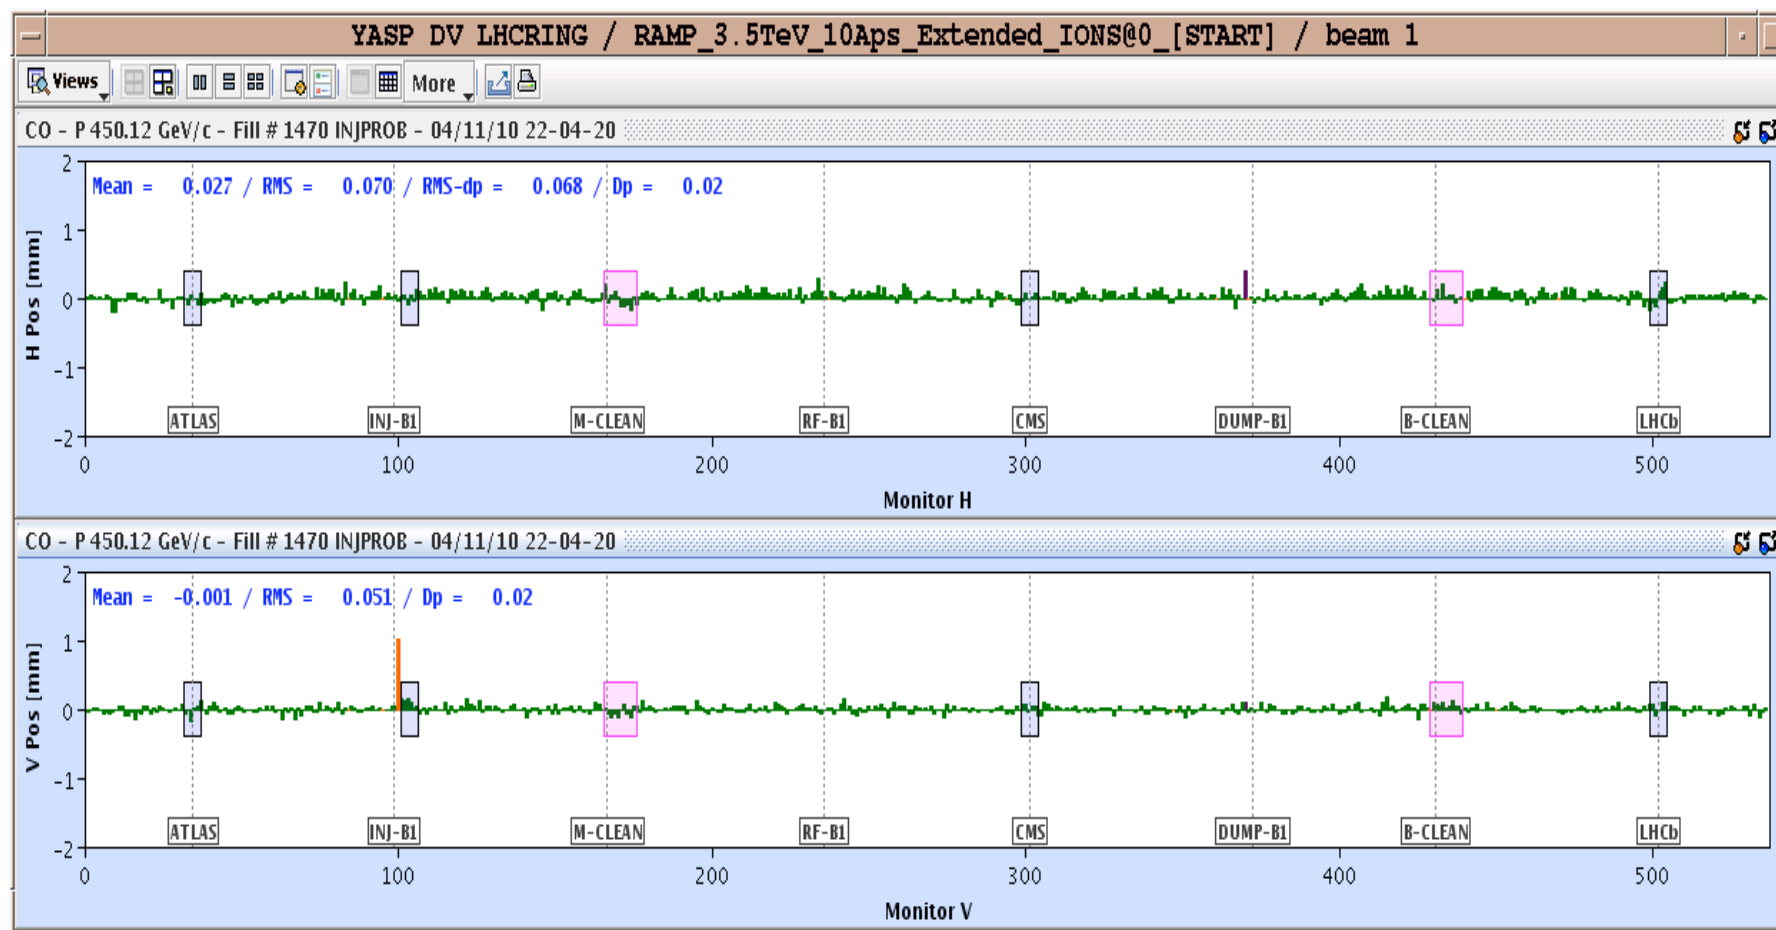 YASP DV LHCRING / RAMP_3.5TeV_10Aps_Extended_IONS@0_[START] / beam 1
Views More
CO - P 450.12 GeV/c - Fill # 1470 INJPROB - 04/11/10 22-04-20
Mean = 0.027 / RMS = 0.070 / RMS-dp = 0.068 / Dp = 0.02
H Pos [mm]
2
1
0
-1
-2
ATLAS INJ-B1 M-CLEAN RF-B1 CMS DUMP-B1 B-CLEAN LHCb
0 100 200 300 400 500
Monitor H
CO - P 450.12 GeV/c - Fill # 1470 INJPROB - 04/11/10 22-04-20
Mean = -0.001 / RMS = 0.051 / Dp = 0.02
V Pos [mm]
2
1
0
-1
-2
ATLAS INJ-B1 M-CLEAN RF-B1 CMS DUMP-B1 B-CLEAN LHCb
0 100 200 300 400 500
Monitor V